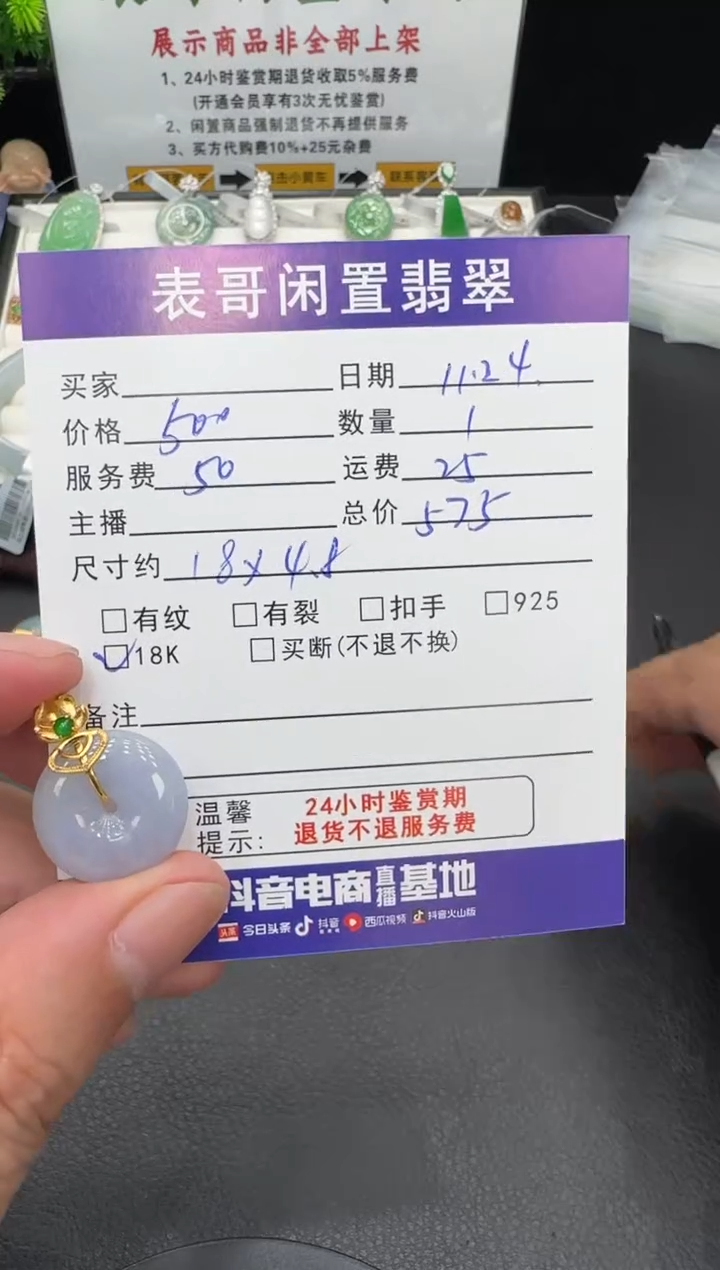 展示商品非全部上架
1、24小时鉴赏期退货收取5%服务费
(开通会员享有3次无忧鉴赏)
2、闲置商品强制退货不再提供服务
3、买方代购费10%+25元杂费
表哥闲置翡翠
买家 日期 11.24
价格 500 数量 1
服务费 50 运费 25
主播 总价 575
尺寸约 18x4.8
□有纹 □有裂 □扣手 □925
□18K □买断(不退不换)
备注
温馨 24小时鉴赏期
提示: 退货不退服务费
抖音电商直播基地
头条 今日头条 抖音 西瓜视频 抖音火山版